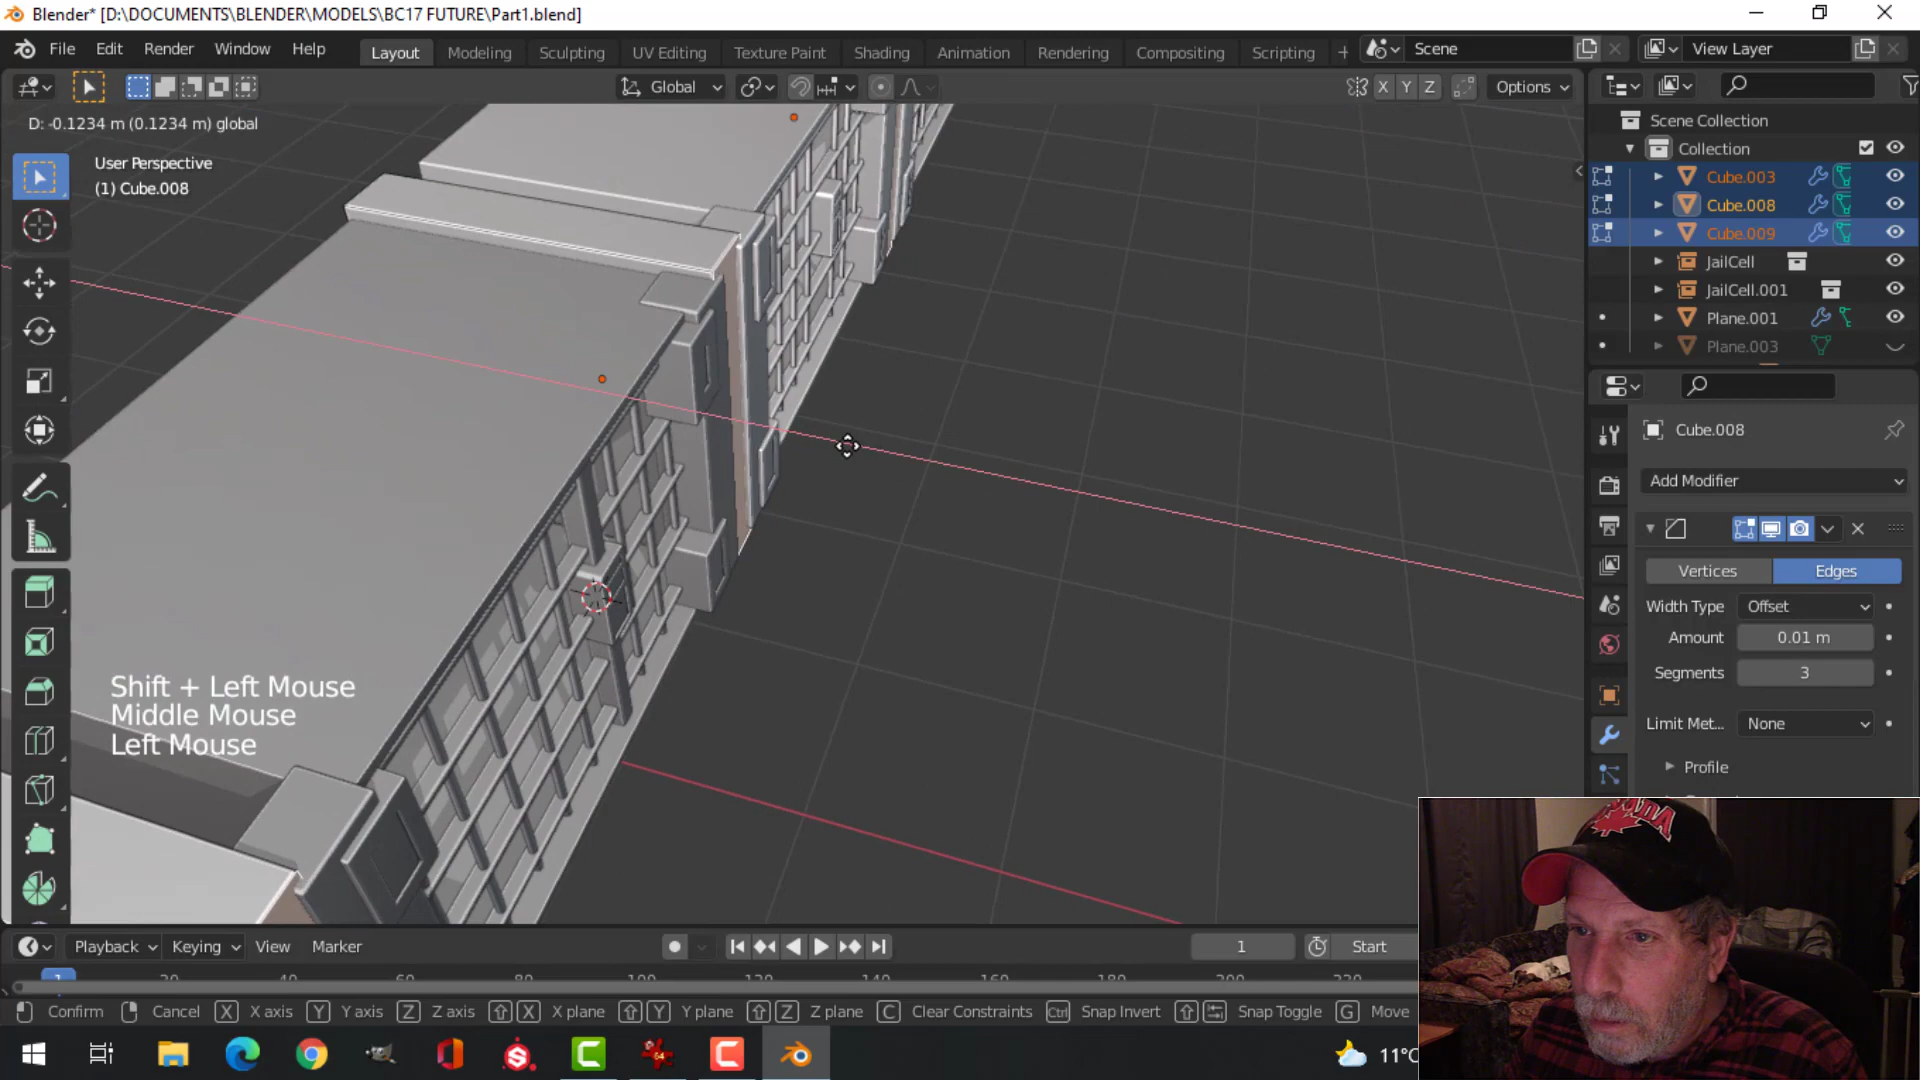 Blender* [D:\DOCUMENTS\BLENDER\MODELS\BC17 FUTURE\Part1.blend]
File Edit Render Window Help Layout Modeling Sculpting UV Editing Texture Paint Shading Animation Rendering Compositing Scripting + Scene View Layer
Global X Y Z Options
D: -0.1234 m (0.1234 m) global
User Perspective
(1) Cube.008
Scene Collection
Collection
Cube.003
Cube.008
Cube.009
JailCell
JailCell.001
Plane.001
Plane.003
Cube.008
Add Modifier
Vertices Edges
Width Type Offset
Amount 0.01 m
Segments 3
Limit Met... None
Profile
Shift + Left Mouse
Middle Mouse
Left Mouse
Playback Keying View Marker 1 Start
Confirm Cancel X X axis Y Y axis Z Z axis X X plane Y Y plane Z Z plane C Clear Constraints Ctrl Snap Invert Snap Toggle G Move
11°C